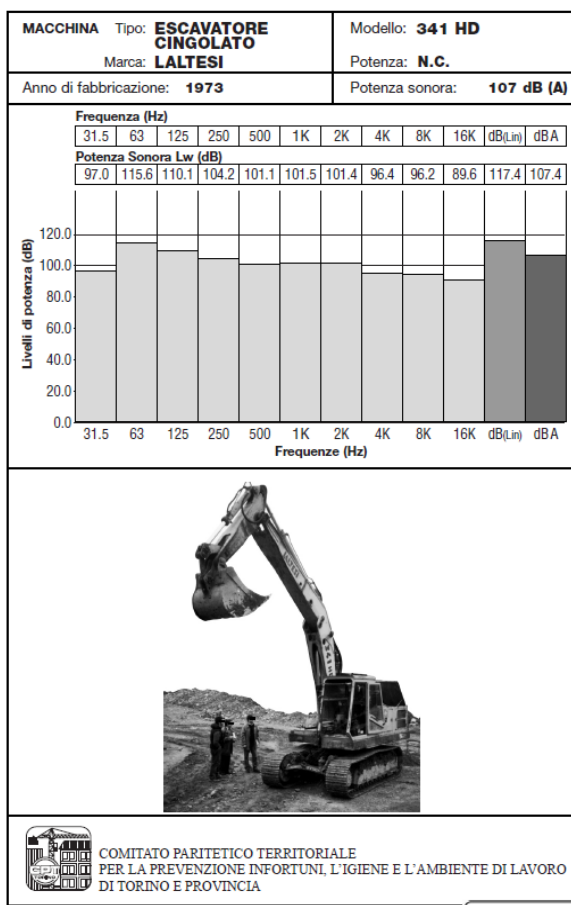 MACCHINA Tipo: ESCAVATORE
CINGOLATO
Marca: LALTESI
Modello: 341 HD
Potenza: N.C.
Anno di fabbricazione: 1973
Potenza sonora: 107 dB (A)
Frequenza (Hz)
31.5 63 125 250 500 1K 2K 4K 8K 16K dB(Lin) dBA
Potenza Sonora Lw (dB)
97.0 115.6 110.1 104.2 101.1 101.5 101.4 96.4 96.2 89.6 117.4 107.4
Livelli di potenza (dB)
120.0
100.0
80.0
60.0
40.0
20.0
0.0
31.5 63 125 250 500 1K 2K 4K 8K 16K dB(Lin) dBA
Frequenze (Hz)
341 H
CPT
COMITATO PARITETICO TERRITORIALE
PER LA PREVENZIONE INFORTUNI, L'IGIENE E L'AMBIENTE DI LAVORO
DI TORINO E PROVINCIA